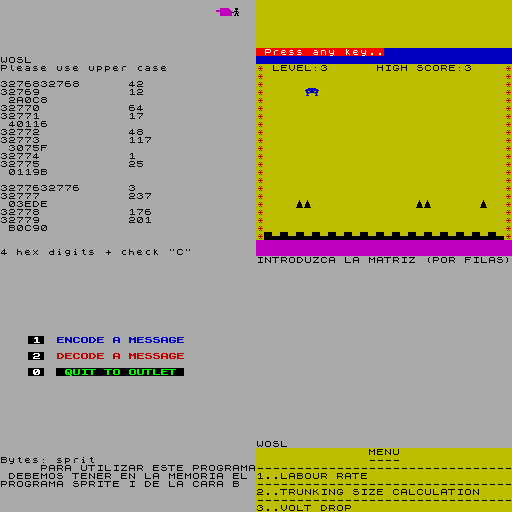 WOSL
Please use upper case
3276832768 42
32769 12
2A0C8
32770 64
32771 17
40116
32772 48
32773 117
3075F
32774 1
32775 25
0119B
3277632776 3
32777 237
03EDE
32778 176
32779 201
B0C90
4 hex digits + check "C"
Press any key..
LEVEL:3 HIGH SCORE:3
INTRODUZCA LA MATRIZ (POR FILAS)
1 ENCODE A MESSAGE
2 DECODE A MESSAGE
0 QUIT TO OUTLET
Bytes: sprit
PARA UTILIZAR ESTE PROGRAMA
DEBEMOS TENER EN LA MEMORIA EL
PROGRAMA SPRITE I DE LA CARA B
WOSL
MENU
----
1..LABOUR RATE
2..TRUNKING SIZE CALCULATION
3..VOLT DROP